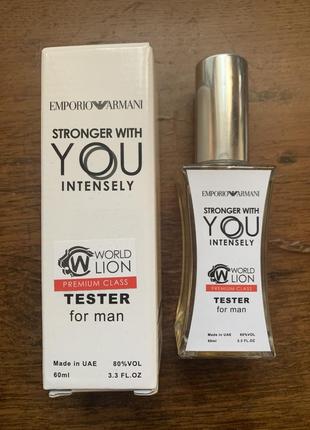 EMPORIO ARMANI
STRONGER WITH
YOU
INTENSELY
W WORLD
LION
PREMIUM CLASS
TESTER
for man
Made in UAE 80%VOL
60ml 3.3 FL.OZ
EMPORIO ARMANI
STRONGER WITH
YOU
INTENSELY
W WORLD
LION
PREMIUM CLASS
TESTER
for man
Made in UAE 80%VOL
60ml 3.3 FL.OZ